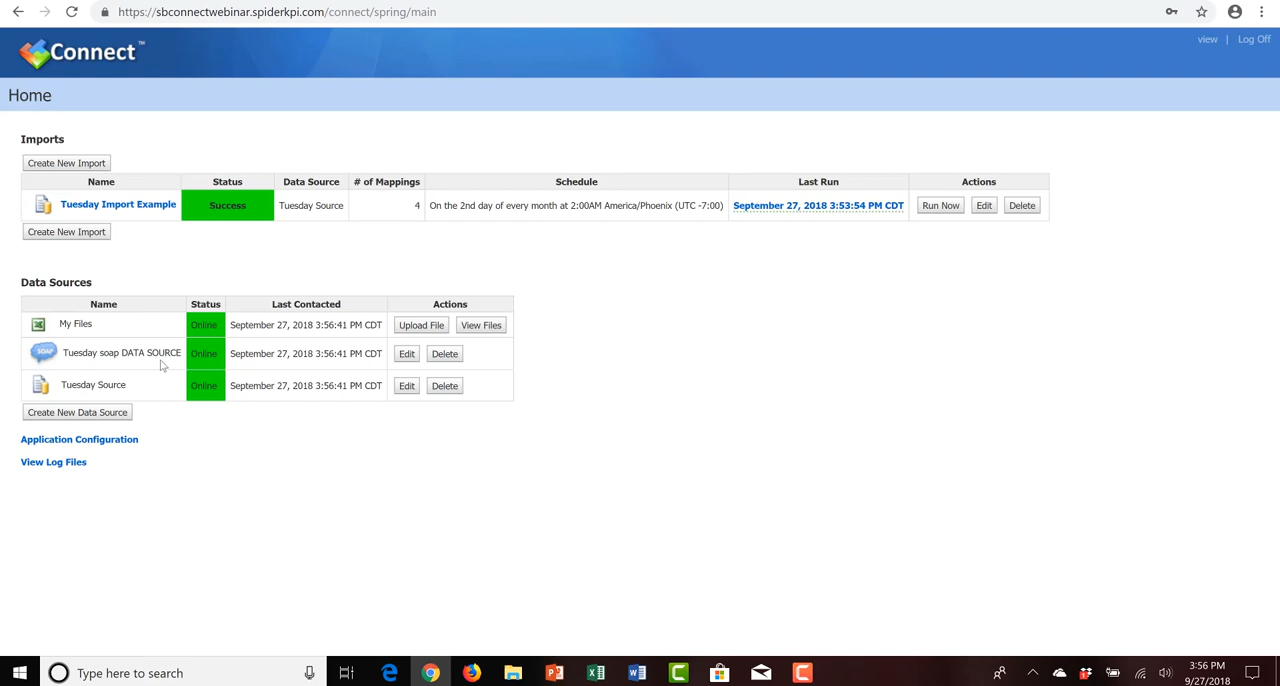 https://sbconnectwebinar.spiderkpi.com/connect/spring/main
Connect™
view | Log Off
Home
Imports
Create New Import
Name Status Data Source # of Mappings Schedule Last Run Actions
Tuesday Import Example Success Tuesday Source 4 On the 2nd day of every month at 2:00AM America/Phoenix (UTC -7:00) September 27, 2018 3:53:54 PM CDT Run Now Edit Delete
Create New Import
Data Sources
Name Status Last Contacted Actions
My Files Online September 27, 2018 3:56:41 PM CDT Upload File View Files
SOAP Tuesday soap DATA SOURCE Online September 27, 2018 3:56:41 PM CDT Edit Delete
Tuesday Source Online September 27, 2018 3:56:41 PM CDT Edit Delete
Create New Data Source
Application Configuration
View Log Files
Type here to search
3:56 PM
9/27/2018